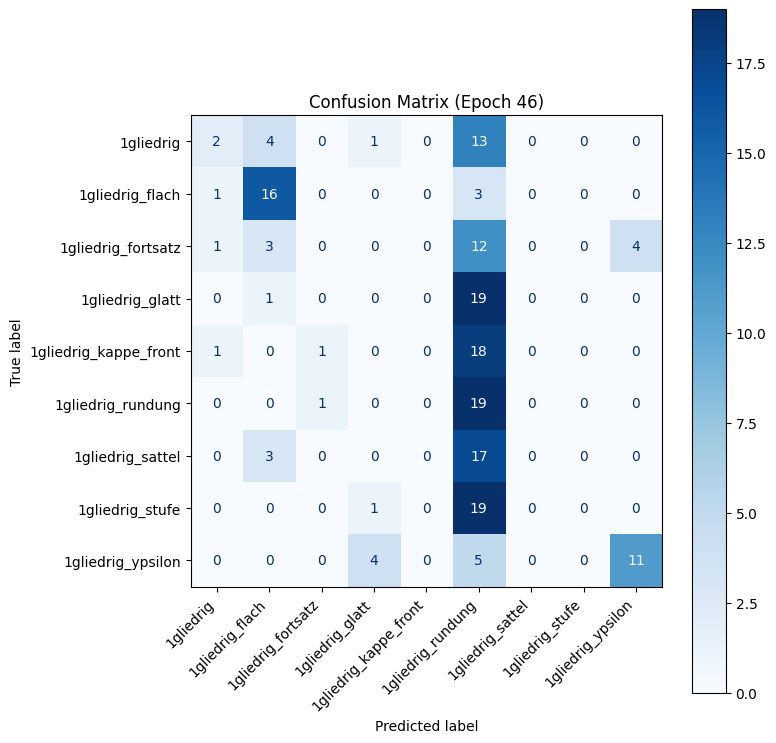 Confusion Matrix (Epoch 46)
True label
1gliedrig 2 4 0 1 0 13 0 0 0
1gliedrig_flach 1 16 0 0 0 3 0 0 0
1gliedrig_fortsatz 1 3 0 0 0 12 0 0 4
1gliedrig_glatt 0 1 0 0 0 19 0 0 0
1gliedrig_kappe_front 1 0 1 0 0 18 0 0 0
1gliedrig_rundung 0 0 1 0 0 19 0 0 0
1gliedrig_sattel 0 3 0 0 0 17 0 0 0
1gliedrig_stufe 0 0 0 1 0 19 0 0 0
1gliedrig_ypsilon 0 0 0 4 0 5 0 0 11
1gliedrig
1gliedrig_flach
1gliedrig_fortsatz
1gliedrig_glatt
1gliedrig_kappe_front
1gliedrig_rundung
1gliedrig_sattel
1gliedrig_stufe
1gliedrig_ypsilon
Predicted label
17.5
15.0
12.5
10.0
7.5
5.0
2.5
0.0